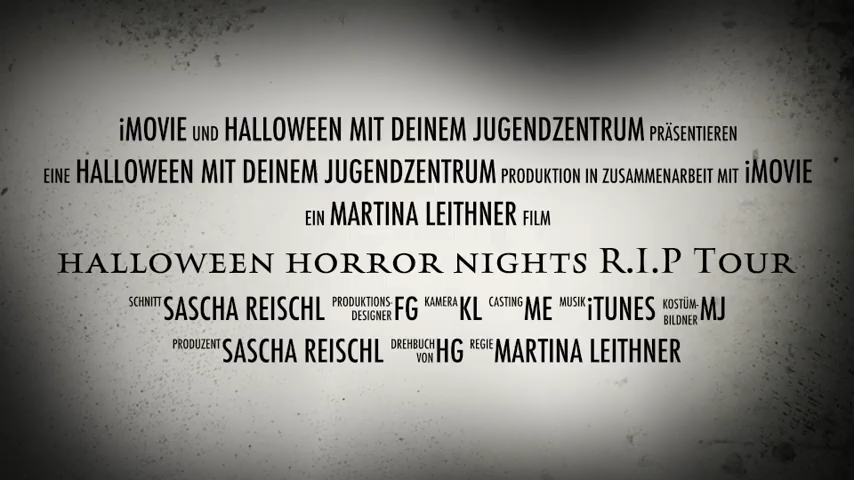 iMOVIE UND HALLOWEEN MIT DEINEM JUGENDZENTRUM PRÄSENTIEREN
EINE HALLOWEEN MIT DEINEM JUGENDZENTRUM PRODUKTION IN ZUSAMMENARBEIT MIT iMOVIE
EIN MARTINA LEITHNER FILM
HALLOWEEN HORROR NIGHTS R.I.P TOUR
SCHNITT SASCHA REISCHL PRODUKTIONS-DESIGNER FG KAMERA KL CASTING ME MUSIK iTUNES KOSTÜM-BILDNER MJ
PRODUZENT SASCHA REISCHL DREHBUCH VON HG REGIE MARTINA LEITHNER